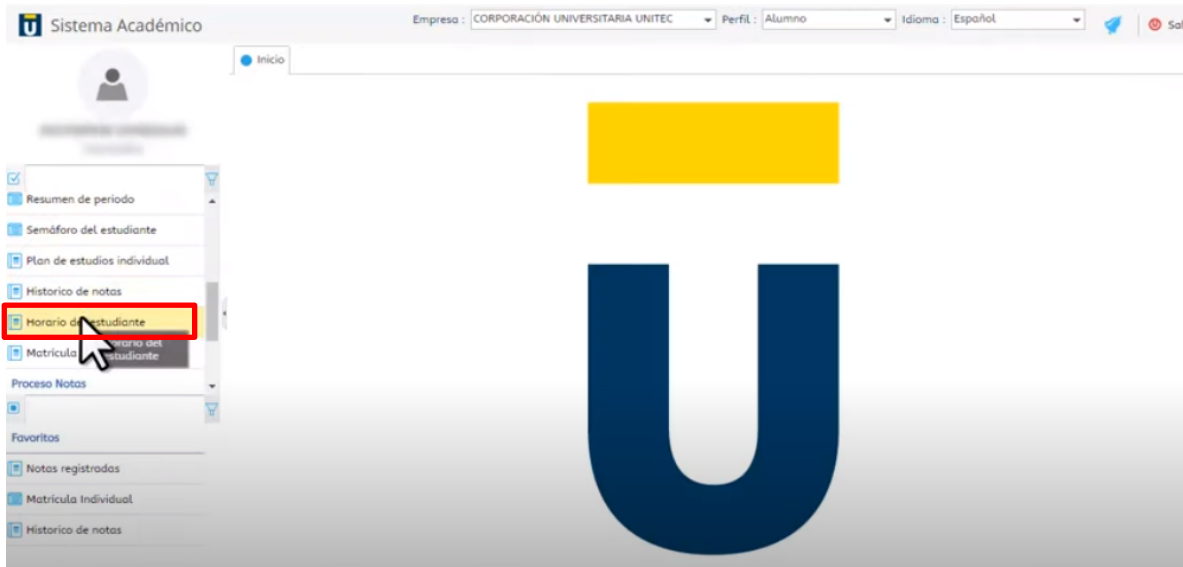 Sistema Académico
Empresa : CORPORACIÓN UNIVERSITARIA UNITEC Perfil : Alumno Idioma : Español
Inicio
Resumen de periodo
Semáforo del estudiante
Plan de estudios individual
Historico de notas
Horario de estudiante
Matricula
estudiante
Proceso Notas
Favoritos
Notas registradas
Matricula Individual
Historico de notas